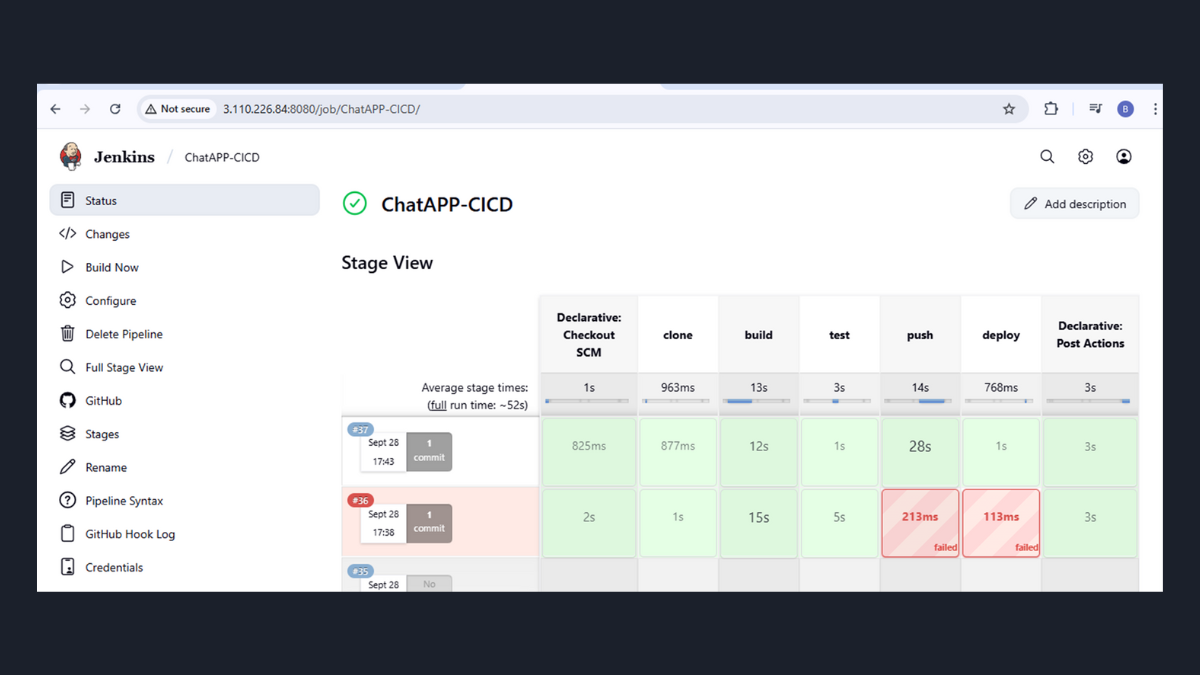 Not secure 3.110.226.84:8080/job/ChatAPP-CICD/
B
Jenkins / ChatAPP-CICD
Status
Changes
Build Now
Configure
Delete Pipeline
Full Stage View
GitHub
Stages
Rename
Pipeline Syntax
GitHub Hook Log
Credentials
ChatAPP-CICD
Add description
Stage View
Declarative: Checkout SCM clone build test push deploy Declarative: Post Actions
Average stage times: 1s 963ms 13s 3s 14s 768ms 3s
(full run time: ~52s)
#37
Sept 28 17:43 1 commit 825ms 877ms 12s 1s 28s 1s 3s
#36
Sept 28 17:38 1 commit 2s 1s 15s 5s 213ms failed 113ms failed 3s
#35
Sept 28 No